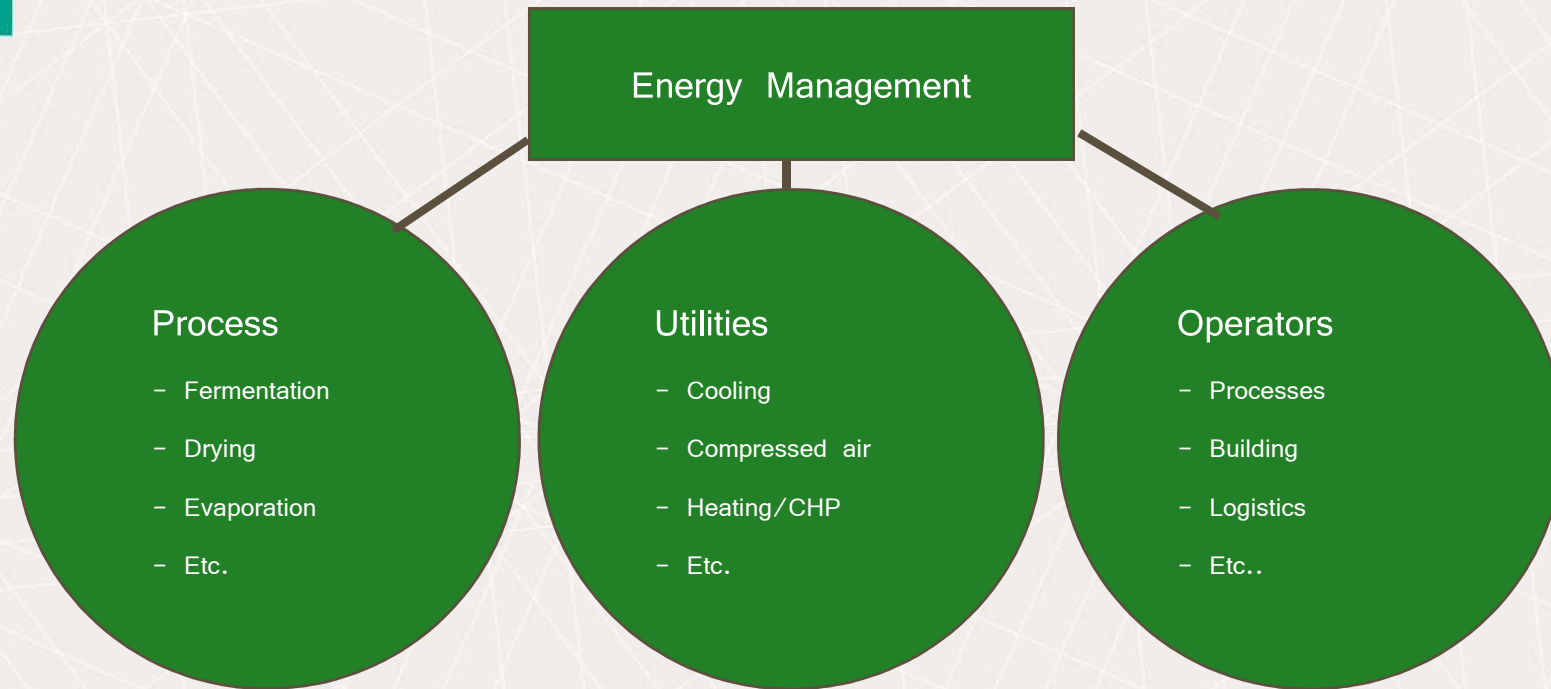 Energy Management
Process
- Fermentation
- Drying
- Evaporation
- Etc.
Utilities
- Cooling
- Compressed air
- Heating/CHP
- Etc.
Operators
- Processes
- Building
- Logistics
- Etc..